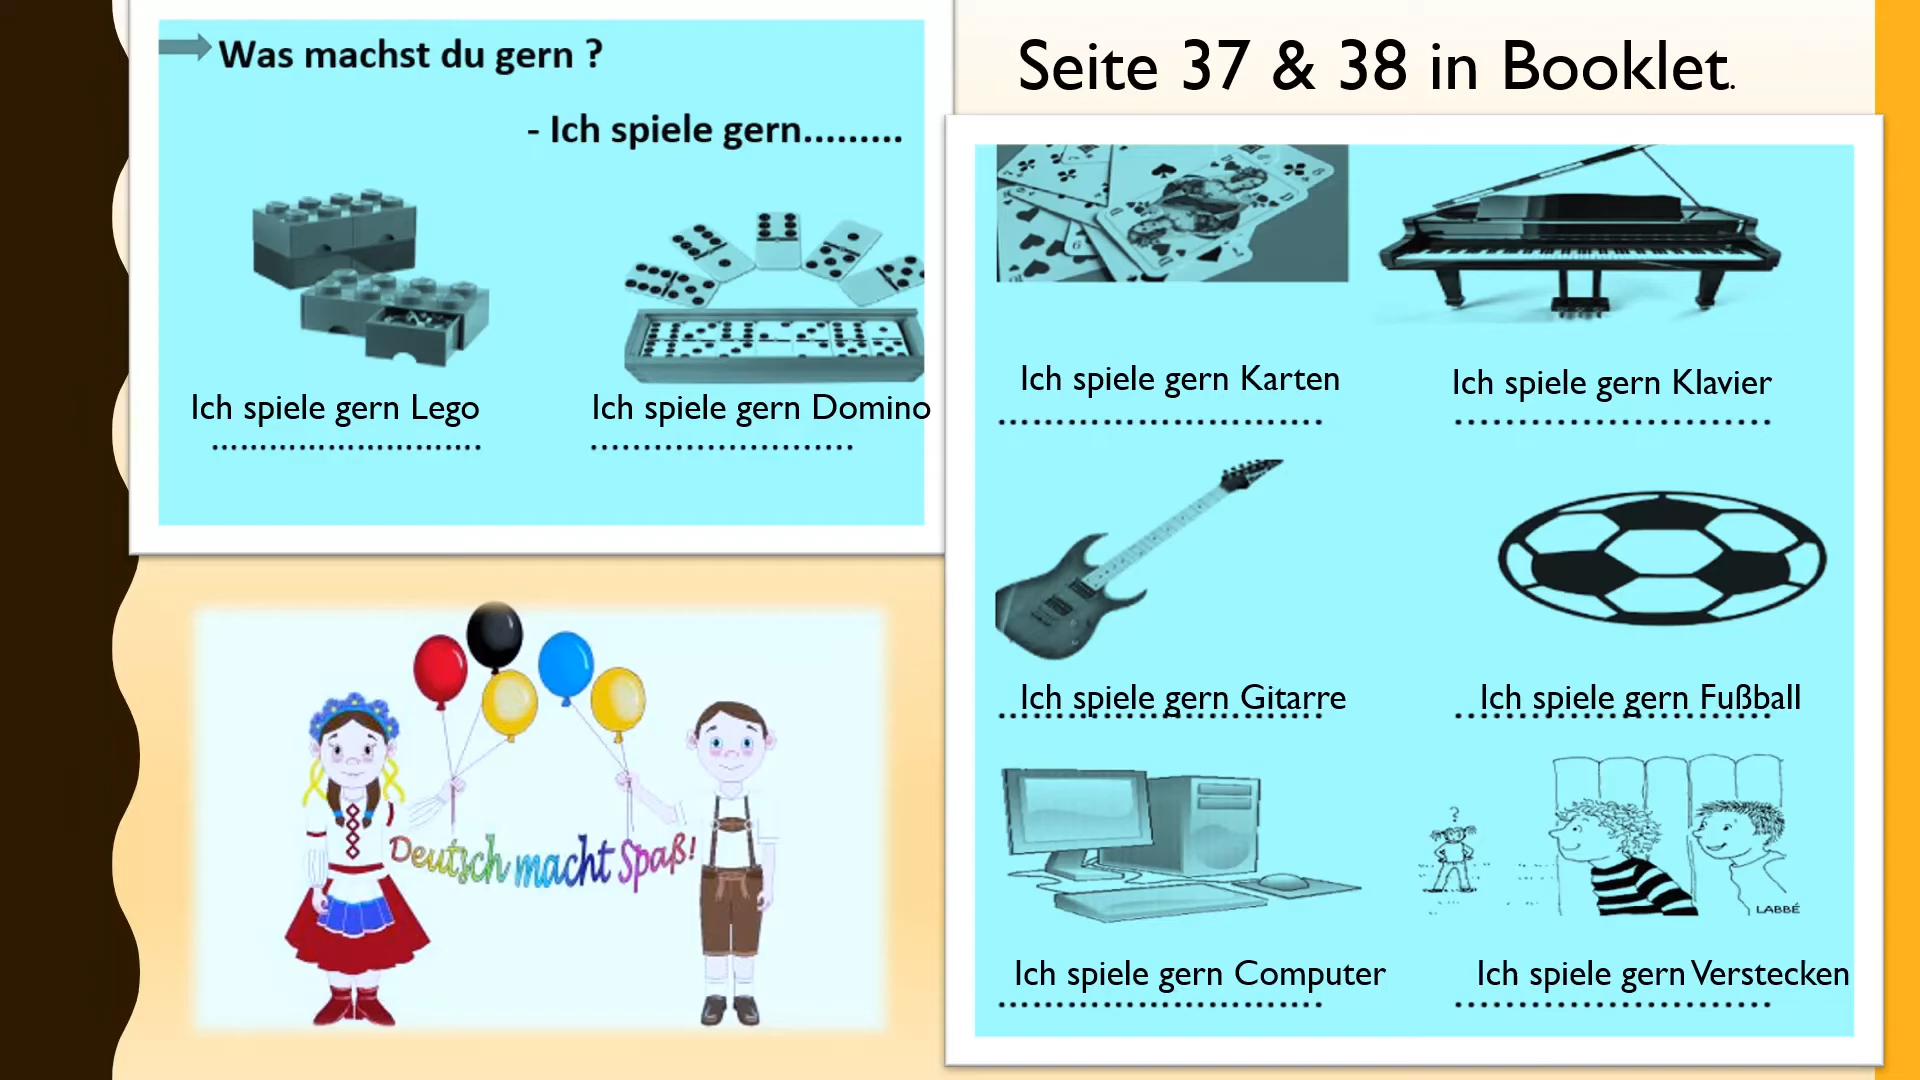 Was machst du gern ?
- Ich spiele gern.........
Ich spiele gern Lego
Ich spiele gern Domino
Seite 37 & 38 in Booklet.
Ich spiele gern Karten
Ich spiele gern Klavier
Ich spiele gern Gitarre
Ich spiele gern Fußball
?
LABBÉ
Ich spiele gern Computer
Ich spiele gern Verstecken
Deutsch macht Spaß!